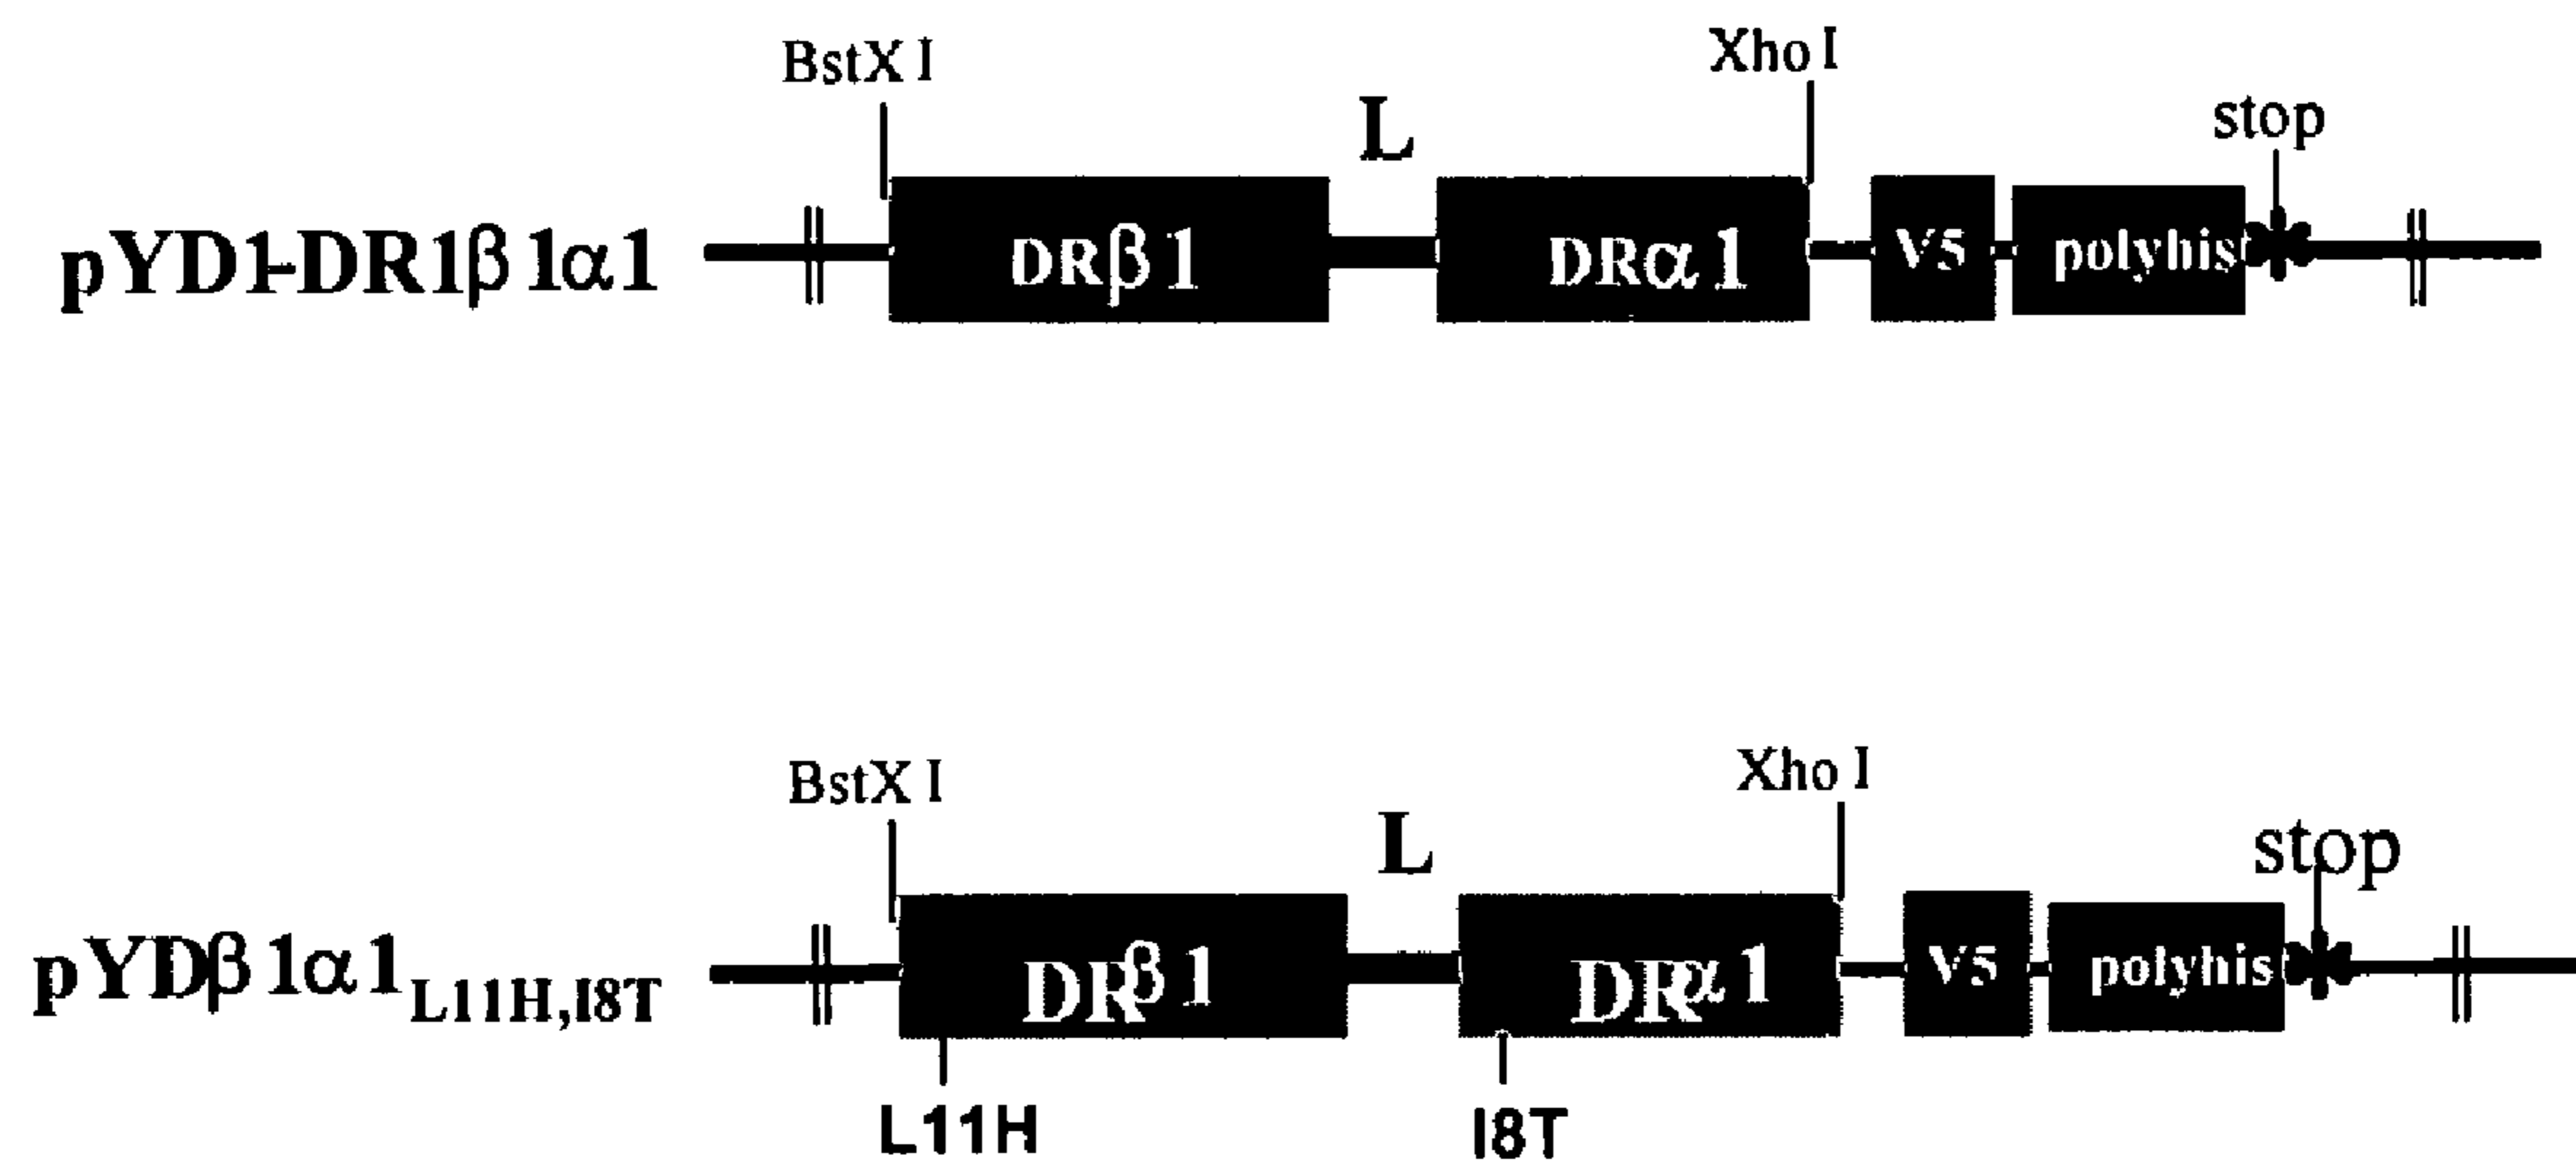 BstX I
Xho I
L
stop
pYD1-DR1β1α1
DRβ1
DRα1
V5
polyhis
BstX I
Xho I
L
stop
pYDβ1α1L11H,I8T
DRβ1
DRα1
V5
polyhis
L11H
I8T